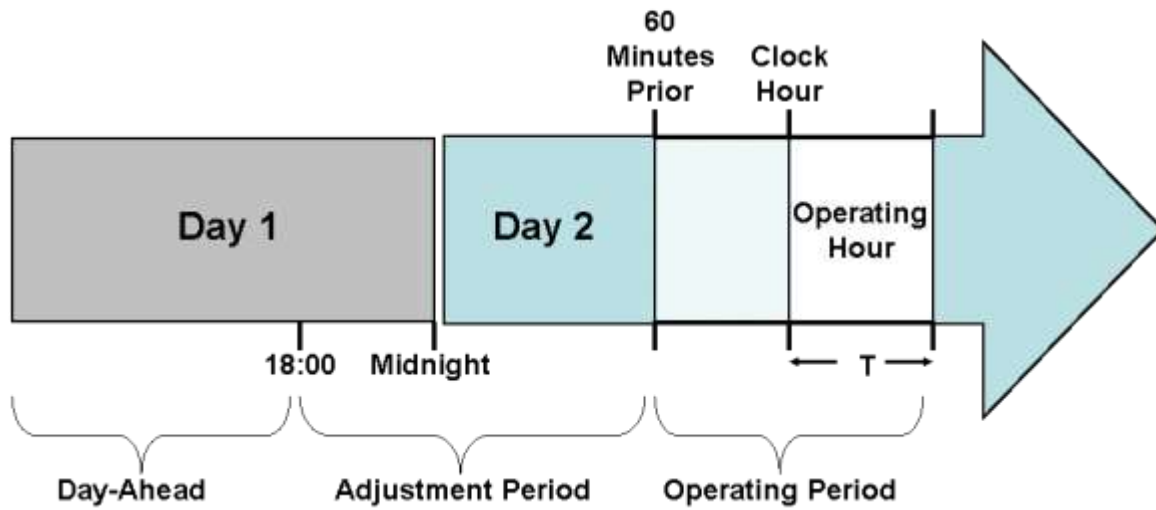 60
Minutes
Prior
Clock
Hour
Day 1
Day 2
Operating
Hour
18:00
Midnight
T
Day-Ahead
Adjustment Period
Operating Period